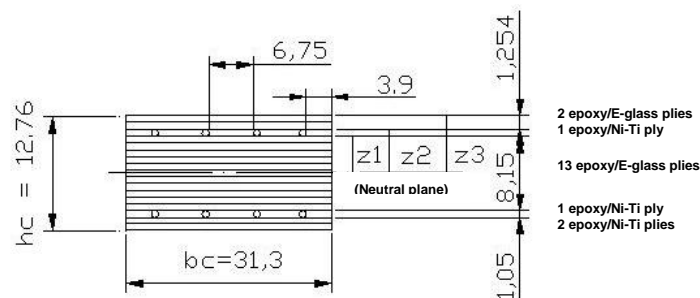 6,75
3.9
1,254
hc = 12,76
2 epoxy/E-glass plies
1 epoxy/Ni-Ti ply
z1
z2
z3
13 epoxy/E-glass plies
(Neutral plane)
8,15
1 epoxy/Ni-Ti ply
2 epoxy/Ni-Ti plies
bc=31,3
1,05